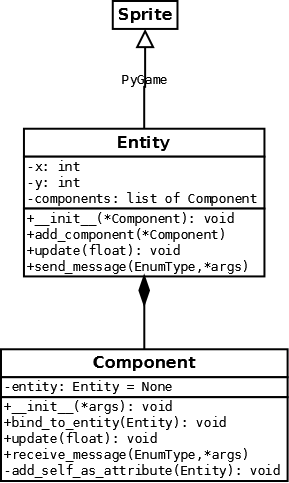 Sprite
PyGame
Entity
-x: int
-y: int
-components: list of Component
+__init__(*Component): void
+add_component(*Component)
+update(float): void
+send_message(EnumType,*args)
Component
-entity: Entity = None
+__init__(*args): void
+bind_to_entity(Entity): void
+update(float): void
+receive_message(EnumType,*args)
-add_self_as_attribute(Entity): void